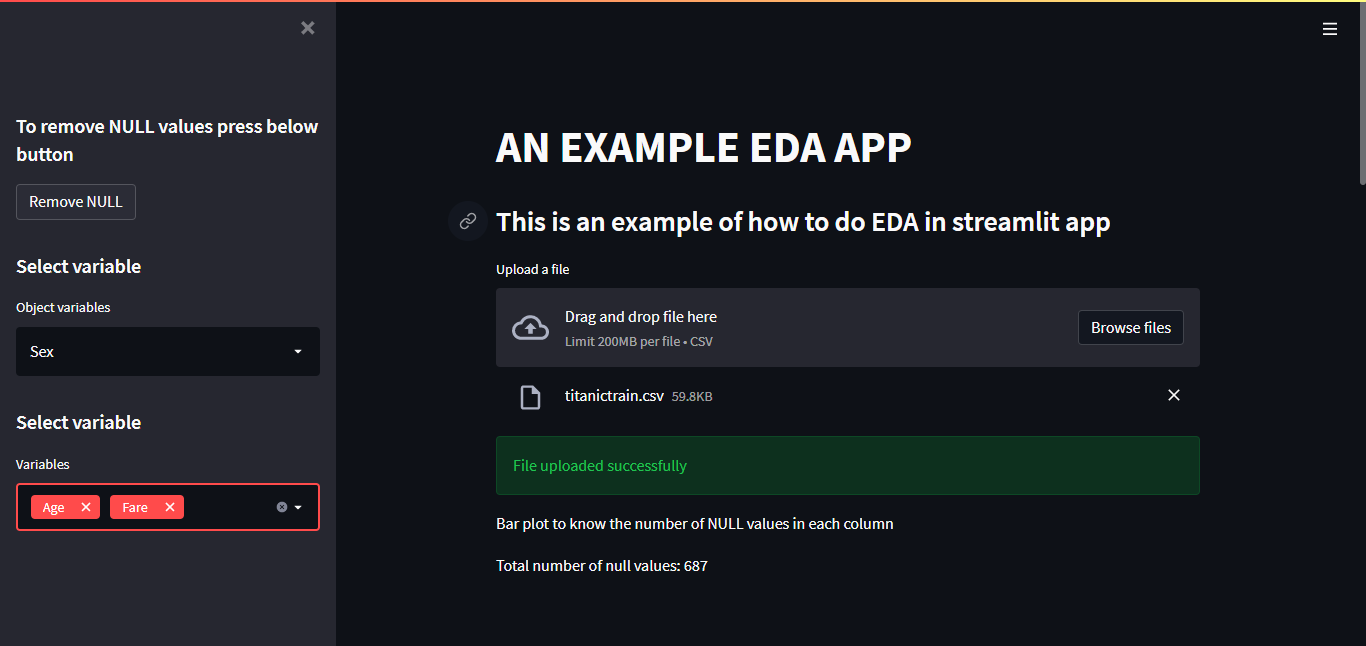 To remove NULL values press below
button
Remove NULL
Select variable
Object variables
Sex
Select variable
Variables
Age
Fare
AN EXAMPLE EDA APP
This is an example of how to do EDA in streamlit app
Upload a file
Drag and drop file here
Limit 200MB per file • CSV
Browse files
titanictrain.csv 59.8KB
File uploaded successfully
Bar plot to know the number of NULL values in each column
Total number of null values: 687